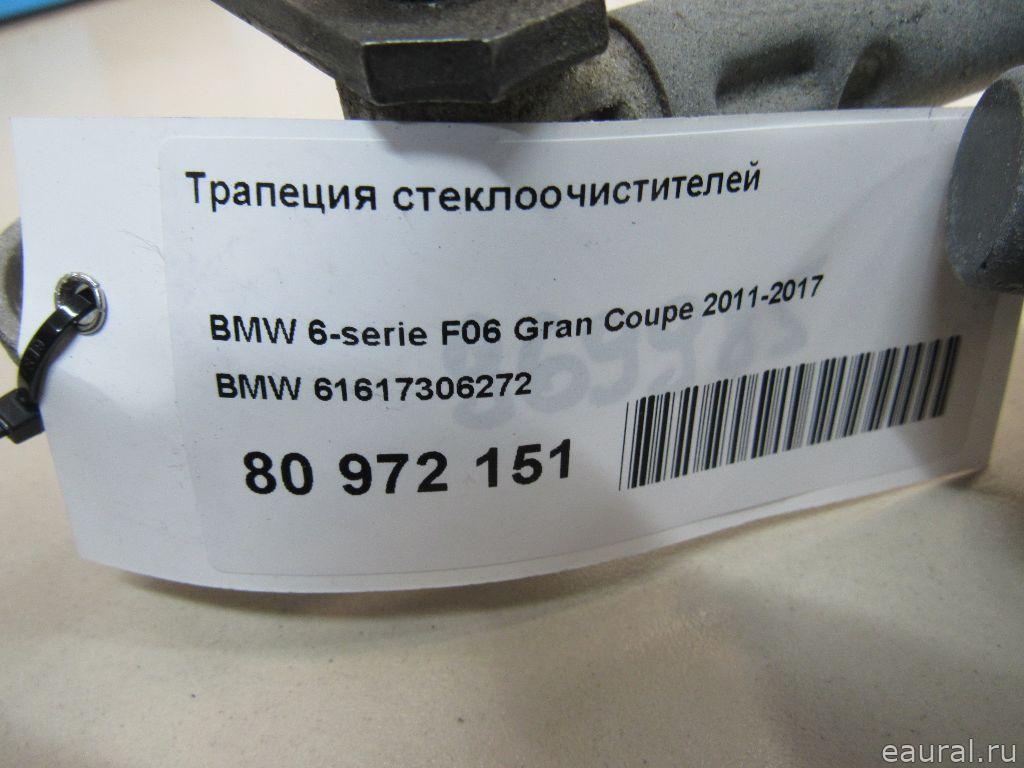 Трапеция стеклоочистителей
BMW 6-serie F06 Gran Coupe 2011-2017
BMW 61617306272
80 972 151
eaural.ru